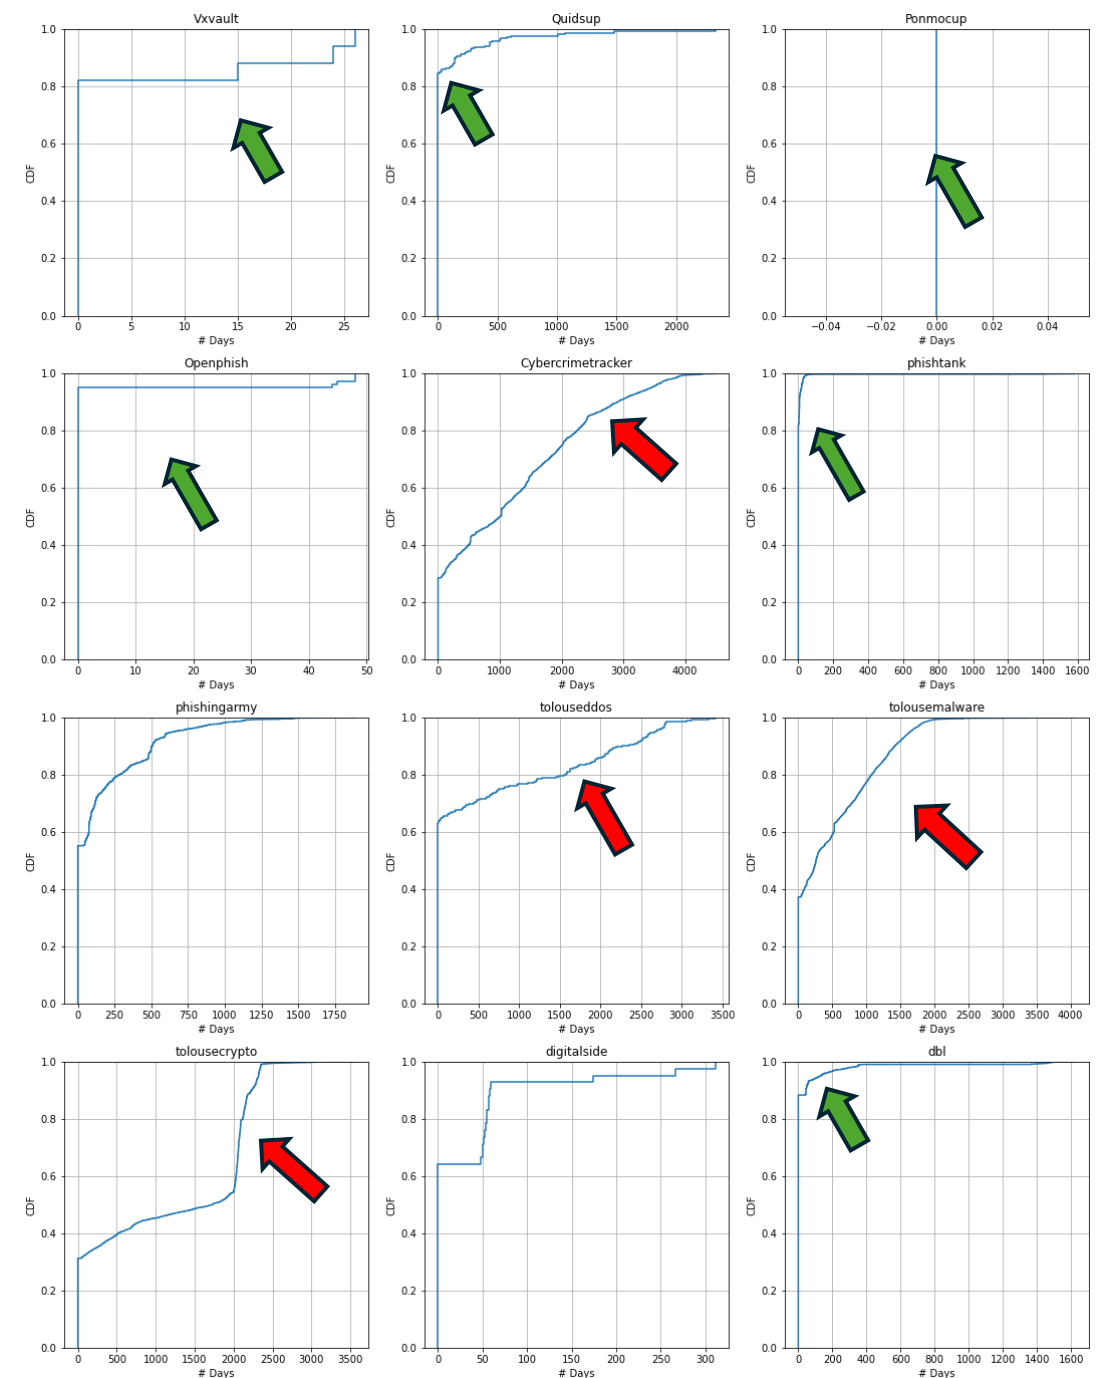 Vxvault
1.0
0.8
0.6
0.4
0.2
0.0
CDF
0 5 10 15 20 25
# Days
Quidsup
1.0
0.8
0.6
0.4
0.2
0.0
CDF
0 500 1000 1500 2000
# Days
Ponmocup
1.0
0.8
0.6
0.4
0.2
0.0
CDF
−0.04 −0.02 0.00 0.02 0.04
# Days
Openphish
1.0
0.8
0.6
0.4
0.2
0.0
CDF
0 10 20 30 40 50
# Days
Cybercrimetracker
1.0
0.8
0.6
0.4
0.2
0.0
CDF
0 1000 2000 3000 4000
# Days
phishtank
1.0
0.8
0.6
0.4
0.2
0.0
CDF
0 200 400 600 800 1000 1200 1400 1600
# Days
phishingarmy
1.0
0.8
0.6
0.4
0.2
0.0
CDF
0 250 500 750 1000 1250 1500 1750
# Days
tolouseddos
1.0
0.8
0.6
0.4
0.2
0.0
CDF
0 500 1000 1500 2000 2500 3000 3500
# Days
tolousemalware
1.0
0.8
0.6
0.4
0.2
0.0
CDF
0 500 1000 1500 2000 2500 3000 3500 4000
# Days
tolousecrypto
1.0
0.8
0.6
0.4
0.2
0.0
CDF
0 500 1000 1500 2000 2500 3000 3500
# Days
digitalside
1.0
0.8
0.6
0.4
0.2
0.0
CDF
0 50 100 150 200 250 300
# Days
dbl
1.0
0.8
0.6
0.4
0.2
0.0
CDF
0 200 400 600 800 1000 1200 1400 1600
# Days